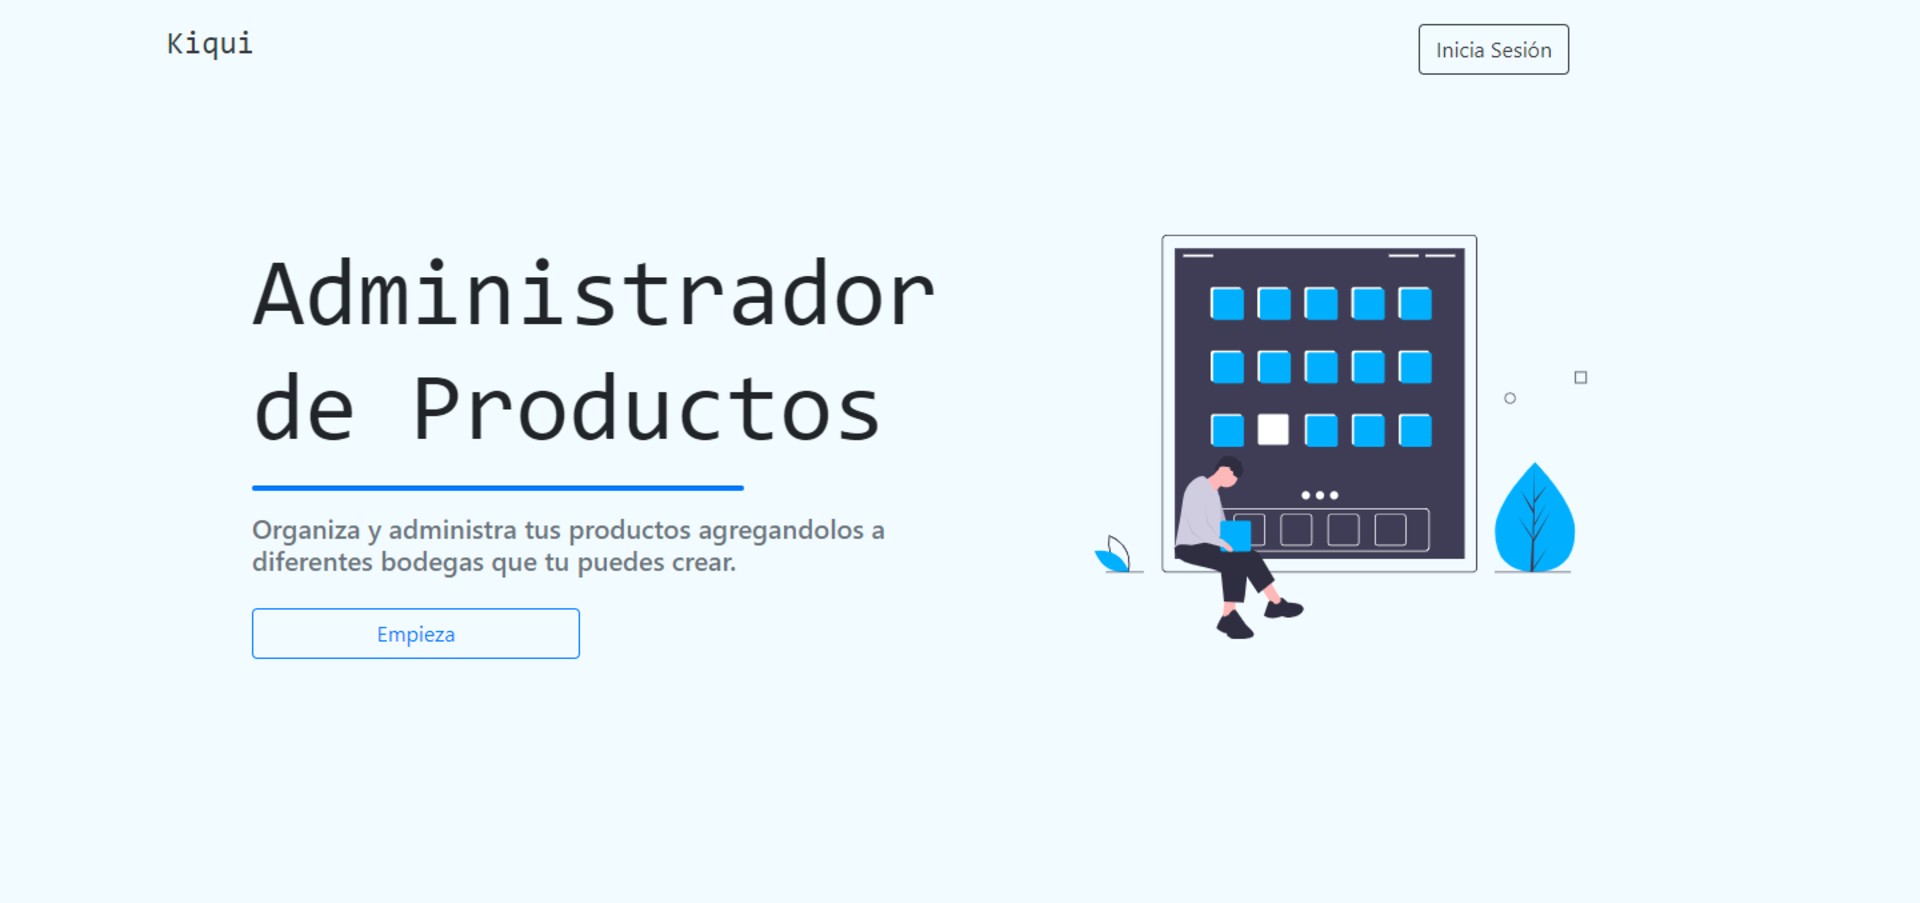 Kiqui
Inicia Sesión
Administrador
de Productos
Organiza y administra tus productos agregandolos a
diferentes bodegas que tu puedes crear.
Empieza